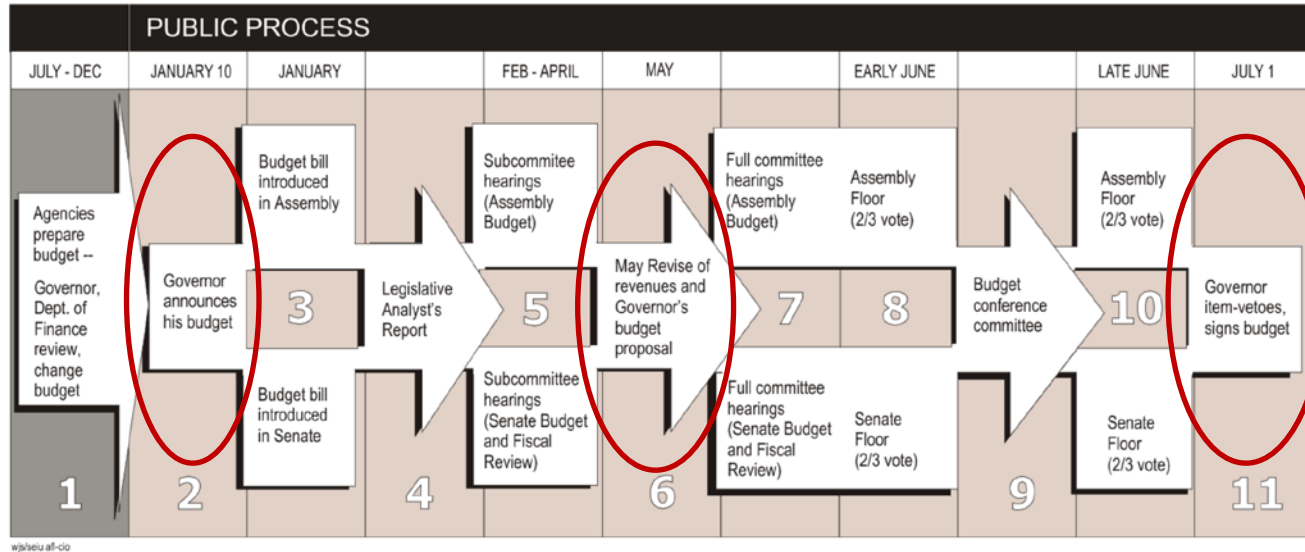 PUBLIC PROCESS
JULY - DEC
JANUARY 10
JANUARY
FEB - APRIL
MAY
EARLY JUNE
LATE JUNE
JULY 1
Agencies
prepare
budget --
Governor,
Dept. of
Finance
review,
change
budget
1
Governor
announces
his budget
2
Budget bill
introduced
in Assembly
3
Budget bill
introduced
in Senate
Legislative
Analyst's
Report
4
Subcommitee
hearings
(Assembly
Budget)
5
Subcommittee
hearings
(Senate Budget
and Fiscal
Review)
May Revise of
revenues and
Governor's
budget
proposal
6
Full committee
hearings
(Assembly
Budget)
7
Full committee
hearings
(Senate Budget
and Fiscal
Review)
Assembly
Floor
(2/3 vote)
8
Senate
Floor
(2/3 vote)
Budget
conference
committee
9
Assembly
Floor
(2/3 vote)
10
Senate
Floor
(2/3 vote)
Governor
item-vetoes,
signs budget
11
wjs/seiu afl-cio